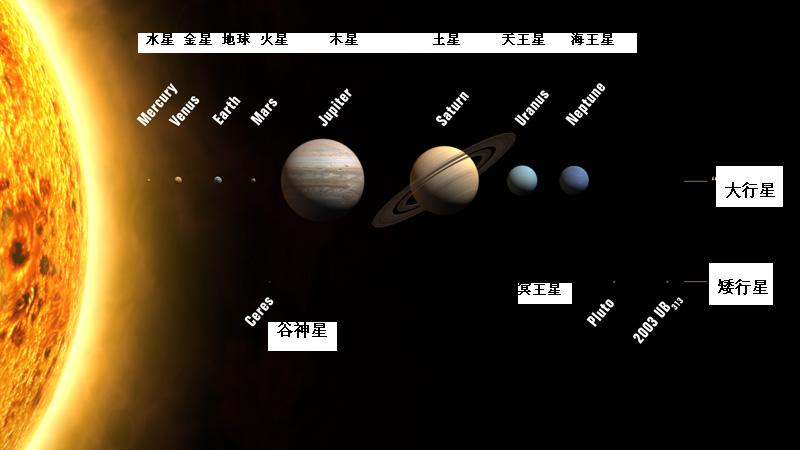 水星 金星 地球 火星 木星 土星 天王星 海王星
Mercury Venus Earth Mars Jupiter Saturn Uranus Neptune
大行星
冥王星
矮行星
Ceres Pluto 2003 UB313
谷神星